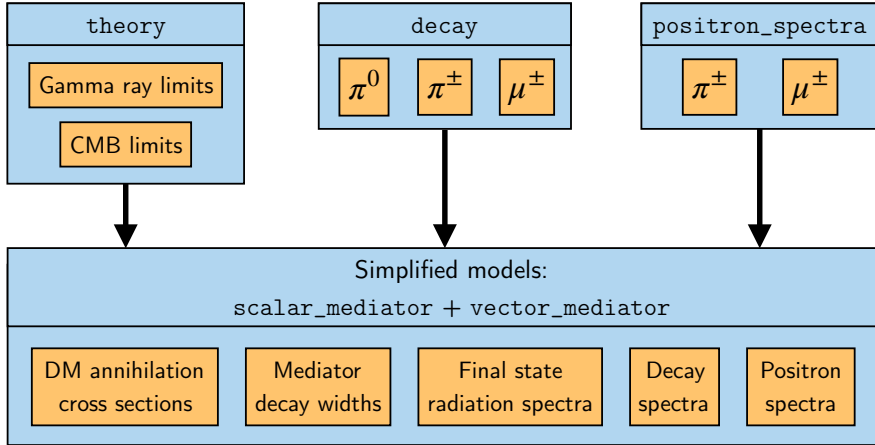 theory
Gamma ray limits
CMB limits
decay
π⁰ π± μ±
positron_spectra
π± μ±
Simplified models:
scalar_mediator + vector_mediator
DM annihilation
cross sections
Mediator
decay widths
Final state
radiation spectra
Decay
spectra
Positron
spectra